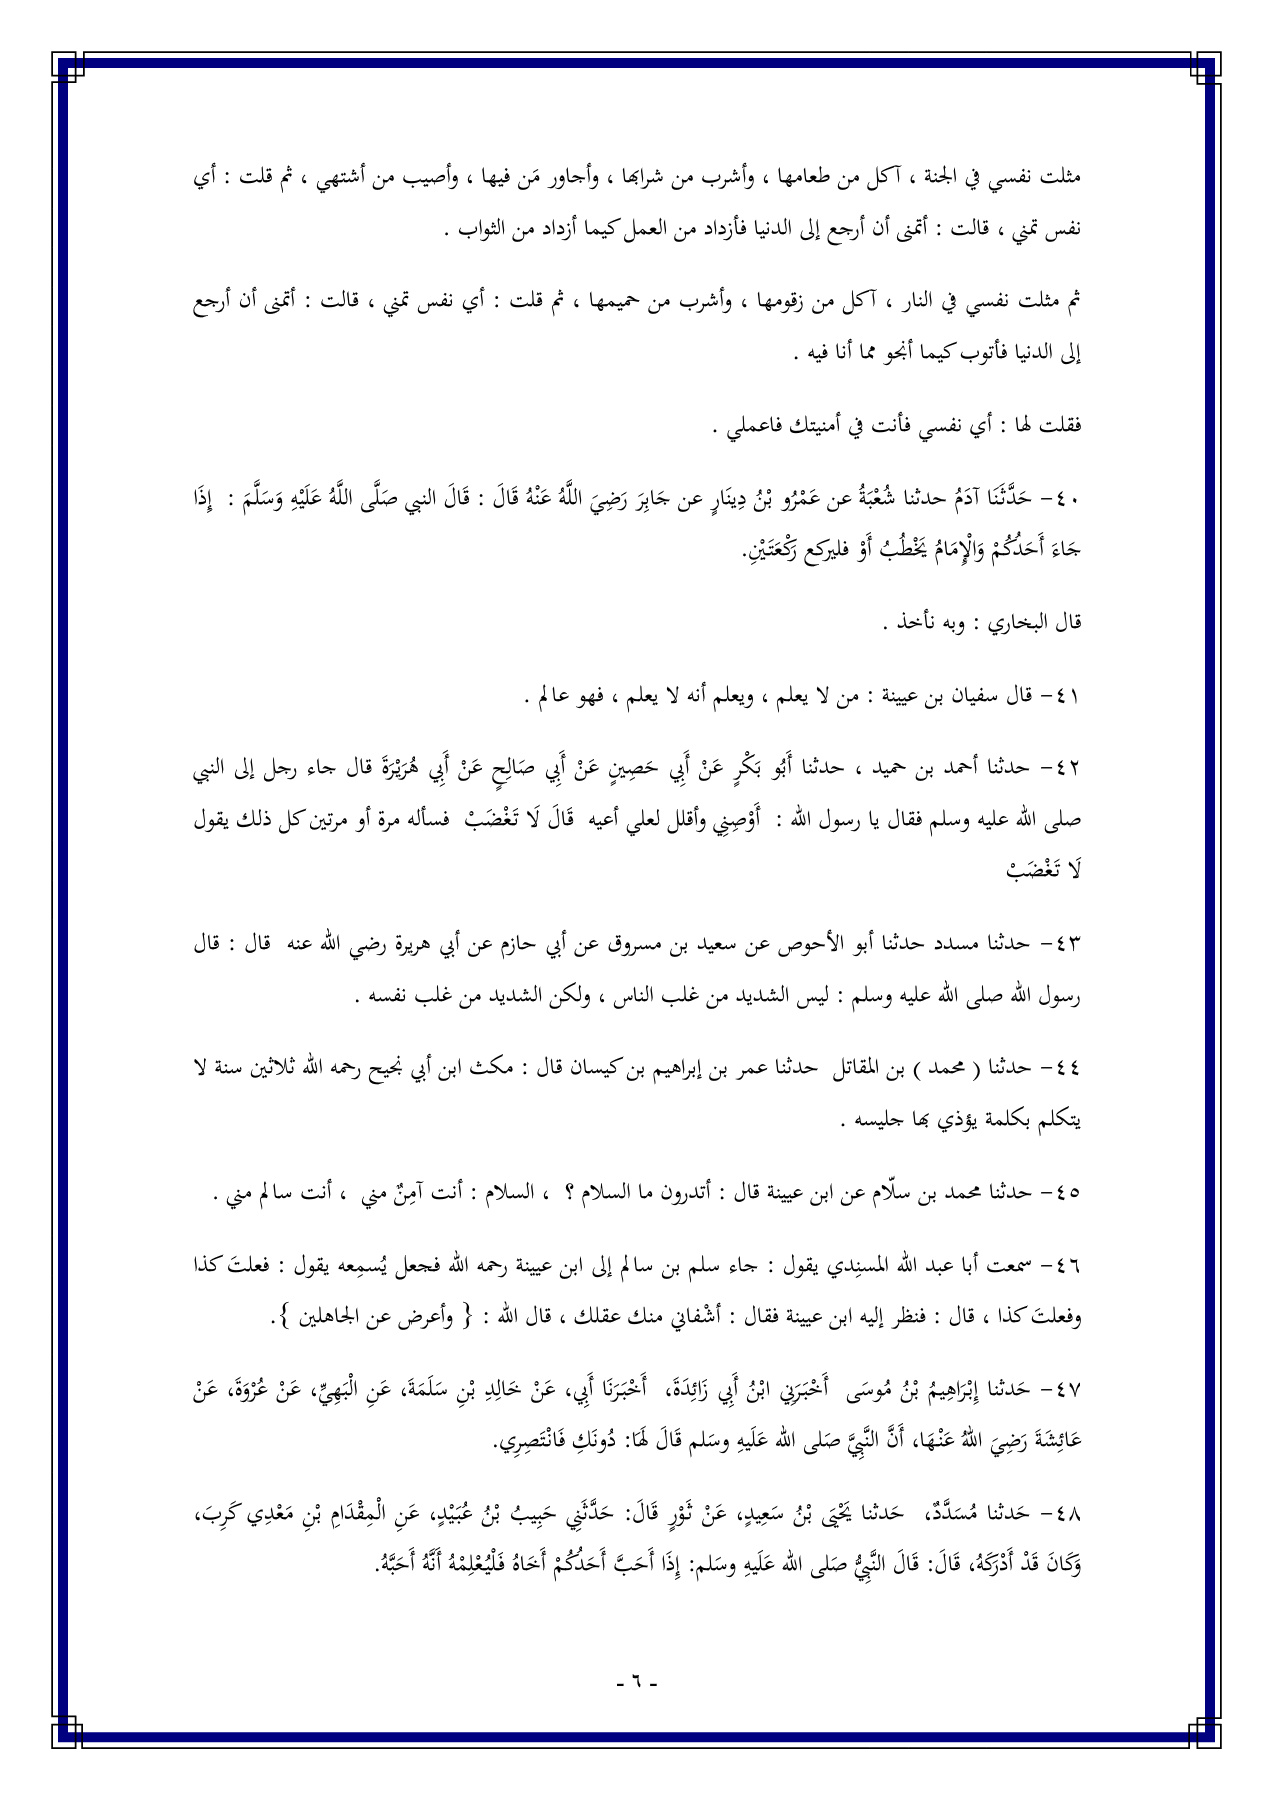 مثلت نفسي في الجنة ، آكل من طعامها ، وأشرب من شرابها ، وأجاور مَن فيها ، وأصيب من أشتهي ، ثم قلت : أي
نفس تمني ، قالت : أتمنى أن أرجع إلى الدنيا فأزداد من العمل كيما أزداد من الثواب .
ثم مثلت نفسي في النار ، آكل من زقومها ، وأشرب من حميمها ، ثم قلت : أي نفس تمني ، قالت : أتمنى أن أرجع
إلى الدنيا فأتوب كيما أنجو مما أنا فيه .
فقلت لها : أي نفسي فأنت في أمنيتك فاعملي .
٤٠- حَدَّثَنَا آدَمُ حدثنا شُعْبَةُ عن عَمْرُو بْنُ دِينَارٍ عن جَابِرَ رَضِيَ اللَّهُ عَنْهُ قَالَ : قَالَ النبي صَلَّى اللَّهُ عَلَيْهِ وَسَلَّمَ : إِذَا
جَاءَ أَحَدُكُمْ وَالْإِمَامُ يَخْطُبُ أَوْ فليركع رَكْعَتَيْنِ.
قال البخاري : وبه نأخذ .
٤١- قال سفيان بن عيينة : من لا يعلم ، ويعلم أنه لا يعلم ، فهو عالم .
٤٢- حدثنا أحمد بن حميد ، حدثنا أَبُو بَكْرٍ عَنْ أَبِي حَصِينٍ عَنْ أَبِي صَالِحٍ عَنْ أَبِي هُرَيْرَةَ قال جاء رجل إلى النبي
صلى الله عليه وسلم فقال يا رسول الله : أَوْصِنِي وأقلل لعلي أعيه قَالَ لَا تَغْضَبْ فسأله مرة أو مرتين كل ذلك يقول
لَا تَغْضَبْ
٤٣- حدثنا مسدد حدثنا أبو الأحوص عن سعيد بن مسروق عن أبي حازم عن أبي هريرة رضي الله عنه قال : قال
رسول الله صلى الله عليه وسلم : ليس الشديد من غلب الناس ، ولكن الشديد من غلب نفسه .
٤٤- حدثنا ( محمد ) بن المقاتل حدثنا عمر بن إبراهيم بن كيسان قال : مكث ابن أبي نجيح رحمه الله ثلاثين سنة لا
يتكلم بكلمة يؤذي بها جليسه .
٤٥- حدثنا محمد بن سلّام عن ابن عيينة قال : أتدرون ما السلام ؟ ، السلام : أنت آمِنٌ مني ، أنت سالم مني .
٤٦- سمعت أبا عبد الله المسنِدي يقول : جاء سلم بن سالم إلى ابن عيينة رحمه الله فجعل يُسمِعه يقول : فعلتَ كذا
وفعلتَ كذا ، قال : فنظر إليه ابن عيينة فقال : أشْفاني منك عقلك ، قال الله : { وأعرض عن الجاهلين }.
٤٧- حَدثنا إِبْرَاهِيمُ بْنُ مُوسَى أَخْبَرَنِي ابْنُ أَبِي زَائِدَةَ، أَخْبَرَنَا أَبِي، عَنْ خَالِدِ بْنِ سَلَمَةَ، عَنِ الْبَهِيِّ، عَنْ عُرْوَةَ، عَنْ
عَائِشَةَ رَضِيَ اللهُ عَنْهَا، أَنَّ النَّبِيَّ صَلى الله عَلَيهِ وسَلم قَالَ لَهَا: دُونَكِ فَانْتَصِرِي.
٤٨- حَدثنا مُسَدَّدٌ، حَدثنا يَحْيَى بْنُ سَعِيدٍ، عَنْ ثَوْرٍ قَالَ: حَدَّثَنِي حَبِيبُ بْنُ عُبَيْدٍ، عَنِ الْمِقْدَامِ بْنِ مَعْدِي كَرِبَ،
وَكَانَ قَدْ أَدْرَكَهُ، قَالَ: قَالَ النَّبِيُّ صَلى الله عَلَيهِ وسَلم: إِذَا أَحَبَّ أَحَدُكُمْ أَخَاهُ فَلْيُعْلِمْهُ أَنَّهُ أَحَبَّهُ.
- ٦ -